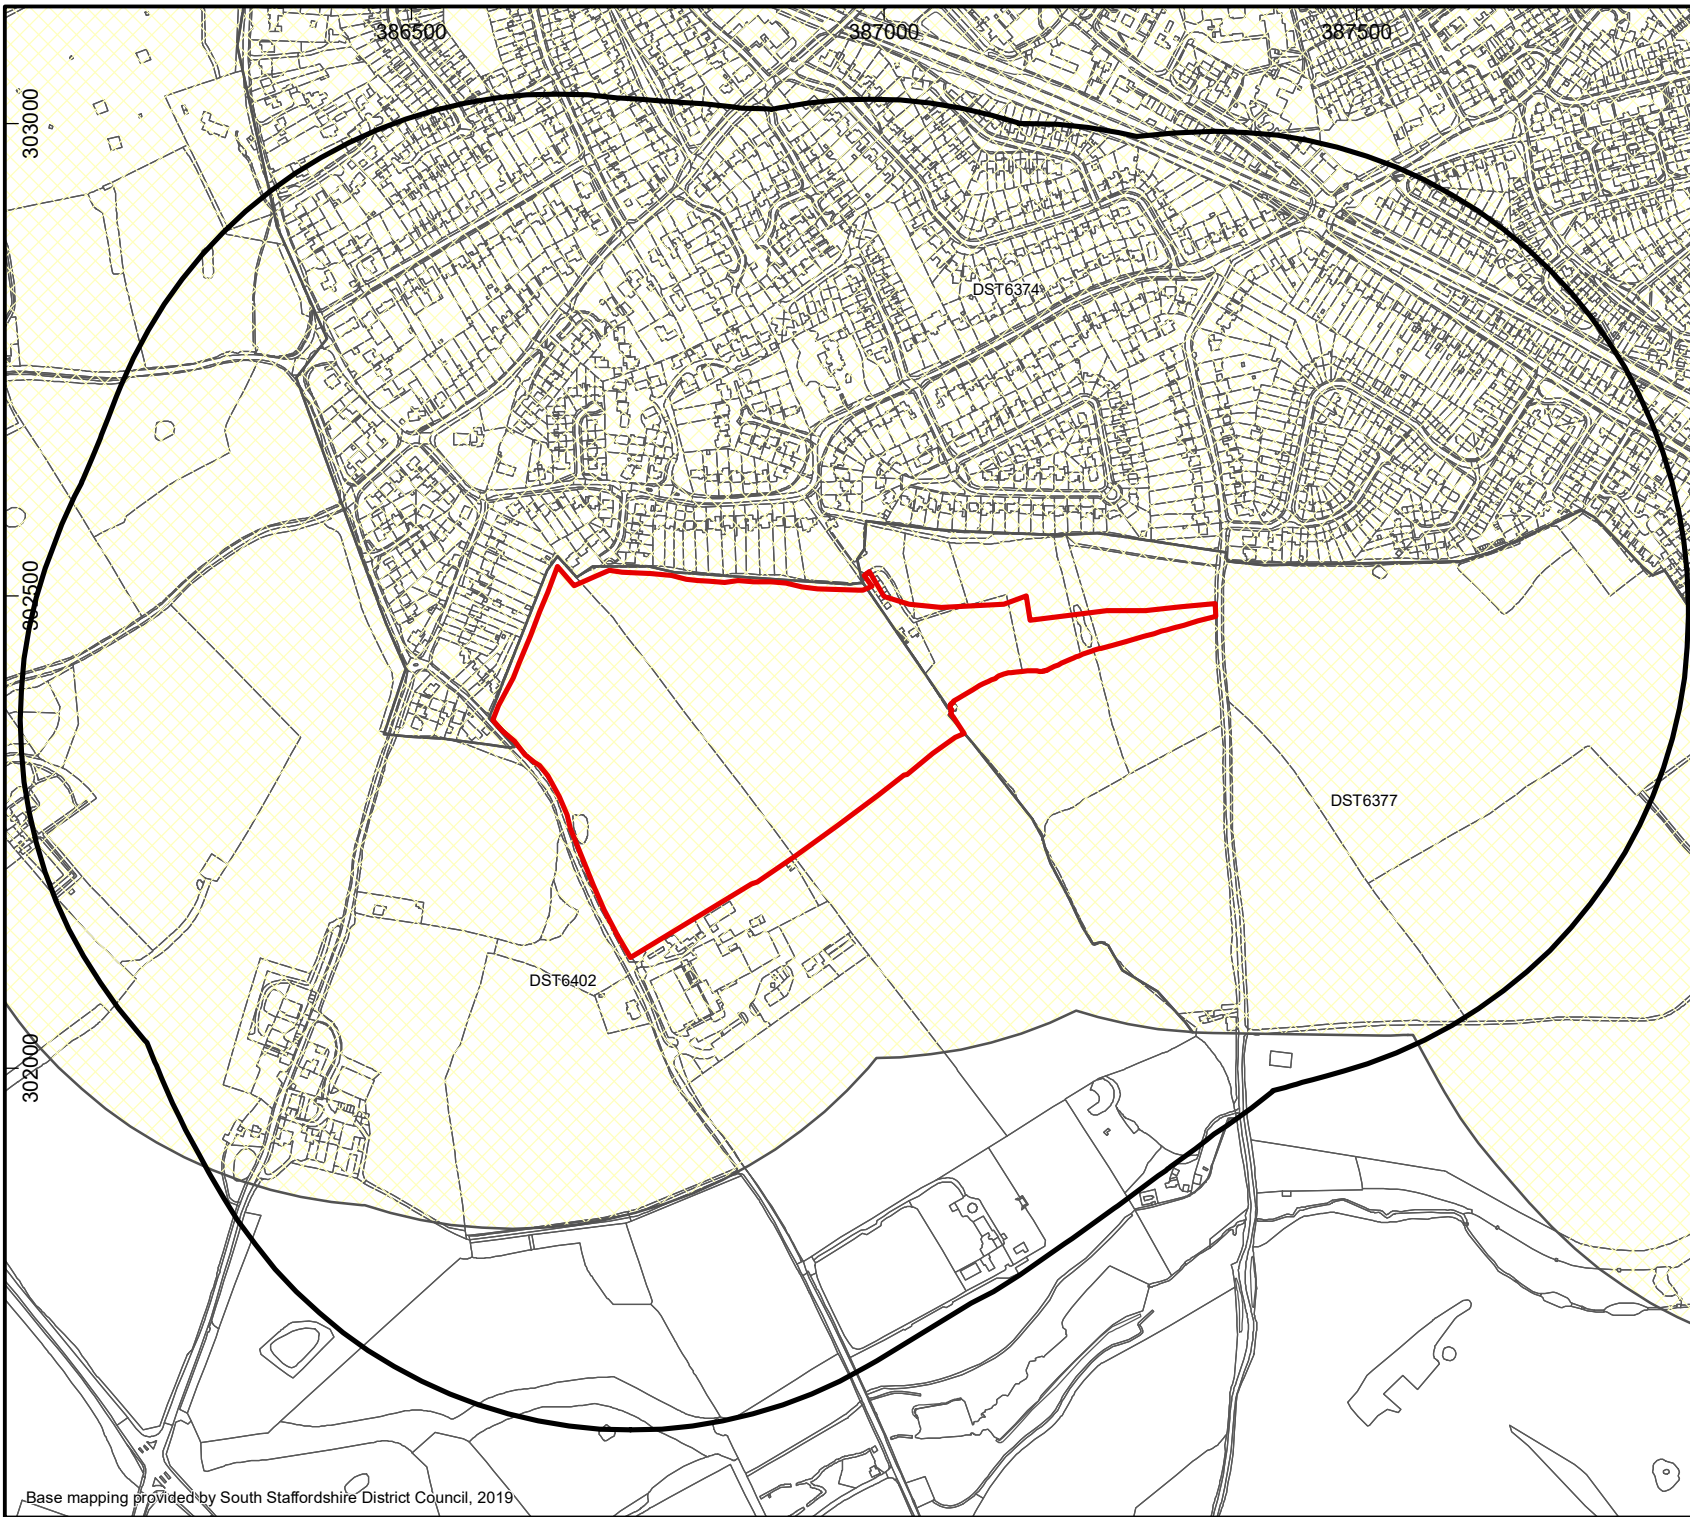 386500
387000
387500
303000
DST6374
302500
DST6377
DST6402
302000
Base mapping provided by South Staffordshire District Council, 2019